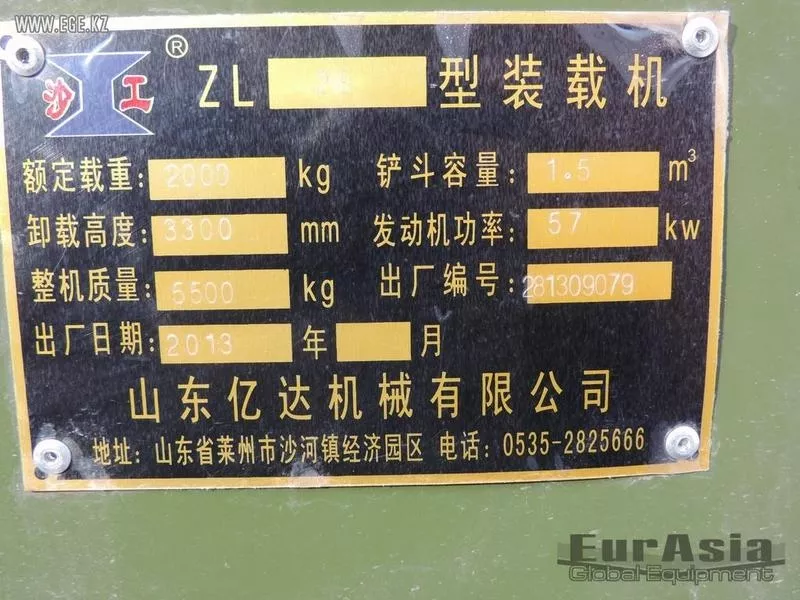 WWW.EGE.KZ
沙工®
ZL 型装载机
额定载重: 2000 kg 铲斗容量: 1.5 m³
卸载高度: 3300 mm 发动机功率: 57 kw
整机质量: 5500 kg 出厂编号: 281309079
出厂日期: 2013 年 月
山东亿达机械有限公司
地址: 山东省莱州市沙河镇经济园区 电话: 0535-2825666
EurAsia
Global Equipment